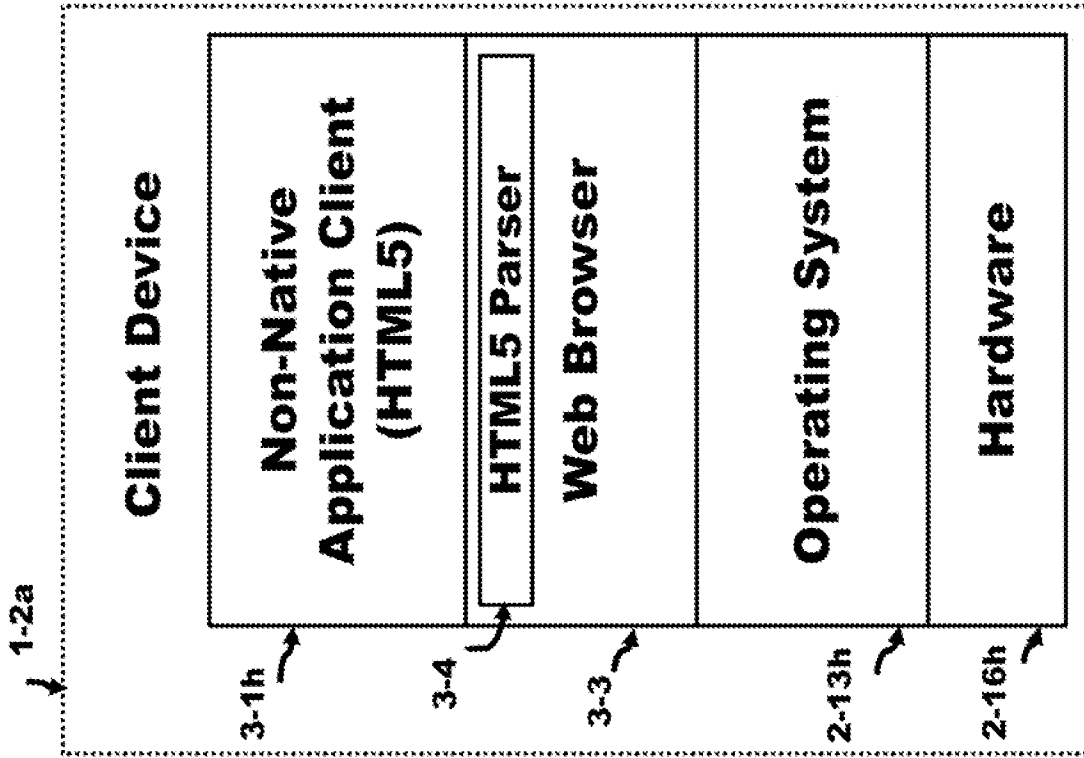 1-2a
Client Device
3-1h
Non-Native
Application Client
(HTML5)
3-4
HTML5 Parser
3-3
Web Browser
2-13h
Operating System
2-16h
Hardware